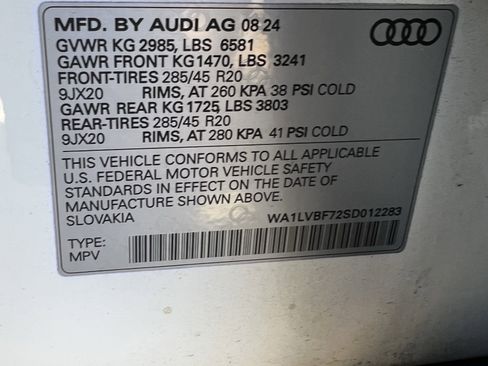 MFD. BY AUDI AG 08 24
GVWR KG 2985, LBS 6581
GAWR FRONT KG1470, LBS 3241
FRONT-TIRES 285/45 R20
9JX20 RIMS, AT 260 KPA 38 PSI COLD
GAWR REAR KG1725, LBS 3803
REAR-TIRES 285/45 R20
9JX20 RIMS, AT 280 KPA 41 PSI COLD
THIS VEHICLE CONFORMS TO ALL APPLICABLE
U.S. FEDERAL MOTOR VEHICLE SAFETY
STANDARDS IN EFFECT ON THE DATE OF
MANUFACTURE SHOWN ABOVE.
SLOVAKIA WA1LVBF72SD012283
TYPE:
MPV